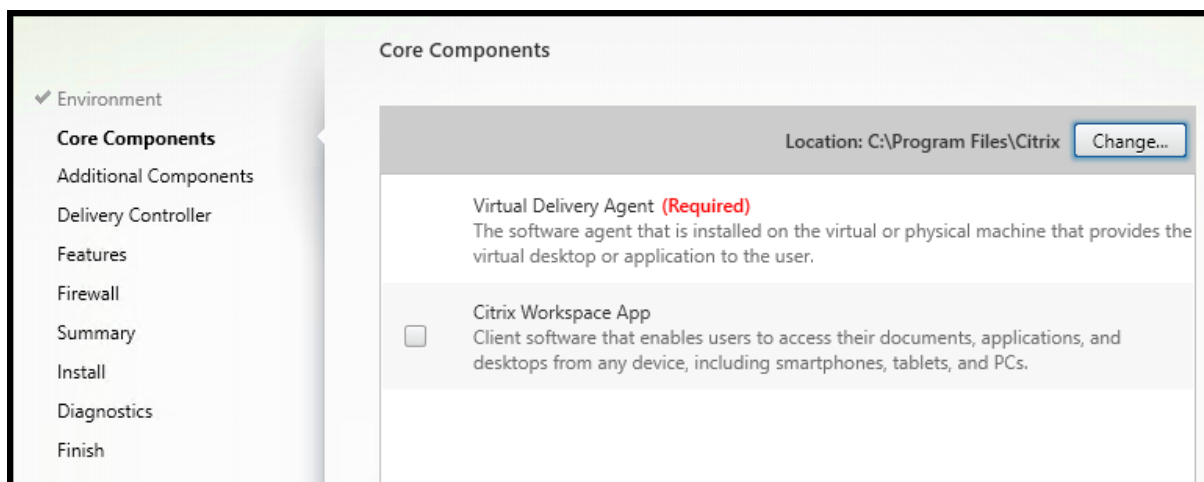 Core Components
Environment
Core Components
Additional Components
Delivery Controller
Features
Firewall
Summary
Install
Diagnostics
Finish
Location: C:\Program Files\Citrix Change...
Virtual Delivery Agent (Required)
The software agent that is installed on the virtual or physical machine that provides the
virtual desktop or application to the user.
Citrix Workspace App
Client software that enables users to access their documents, applications, and
desktops from any device, including smartphones, tablets, and PCs.